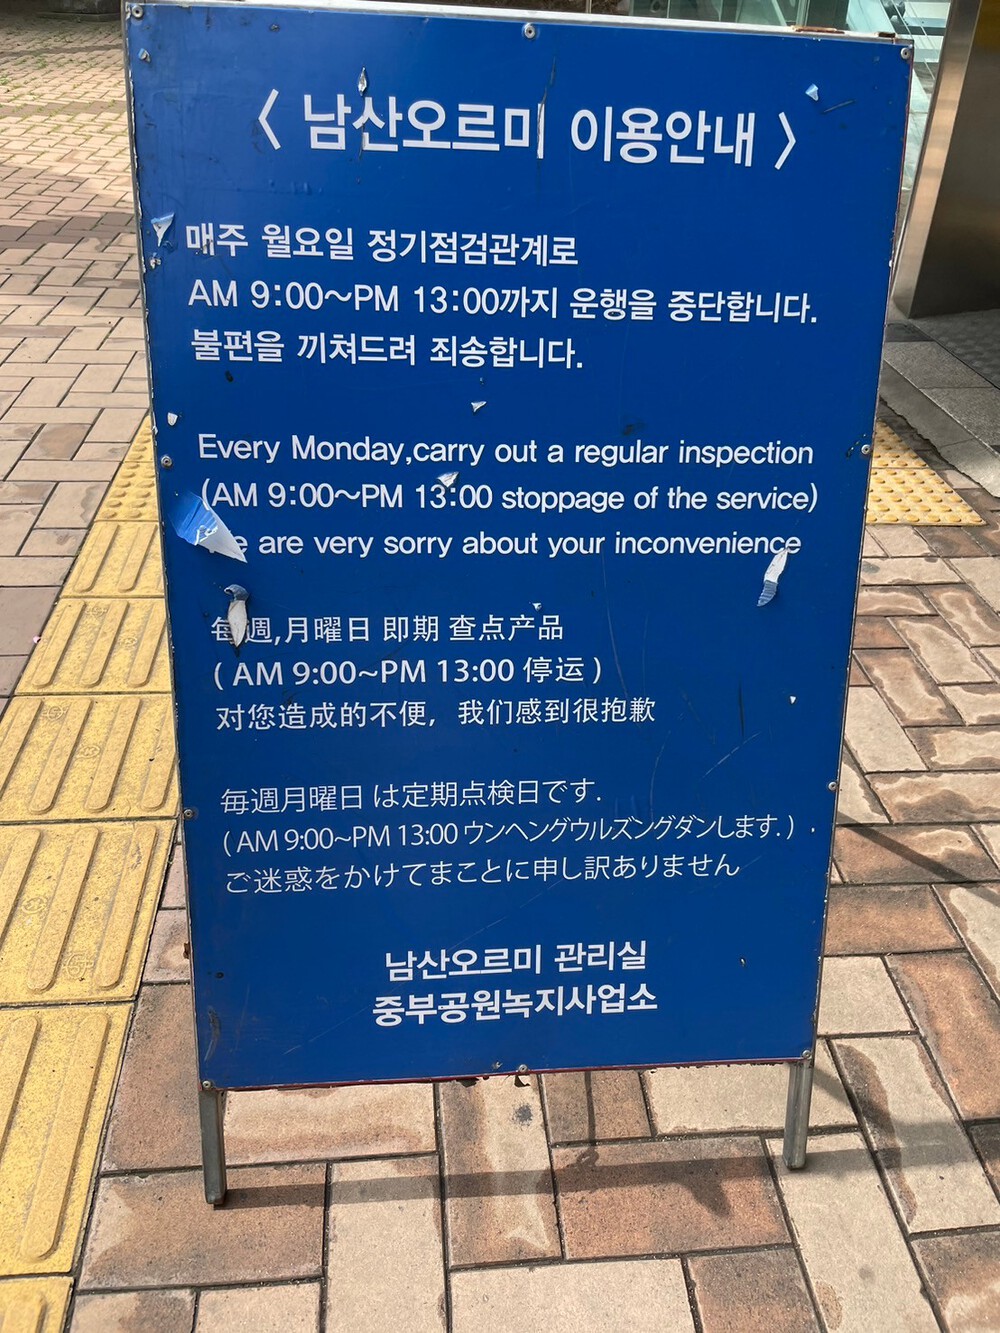 < 남산오르미 이용안내 >
매주 월요일 정기점검관계로
AM 9:00~PM 13:00까지 운행을 중단합니다.
불편을 끼쳐드려 죄송합니다.
Every Monday,carry out a regular inspection
(AM 9:00~PM 13:00 stoppage of the service)
are very sorry about your inconvenience
每週,月曜日 即期 查点产品
( AM 9:00~PM 13:00 停运 )
对您造成的不便，我们感到很抱歉
毎週月曜日 は定期点検日です.
( AM 9:00~PM 13:00 ウンヘングウルズングダンします. )
ご迷惑をかけてまことに申し訳ありません
남산오르미 관리실
중부공원녹지사업소